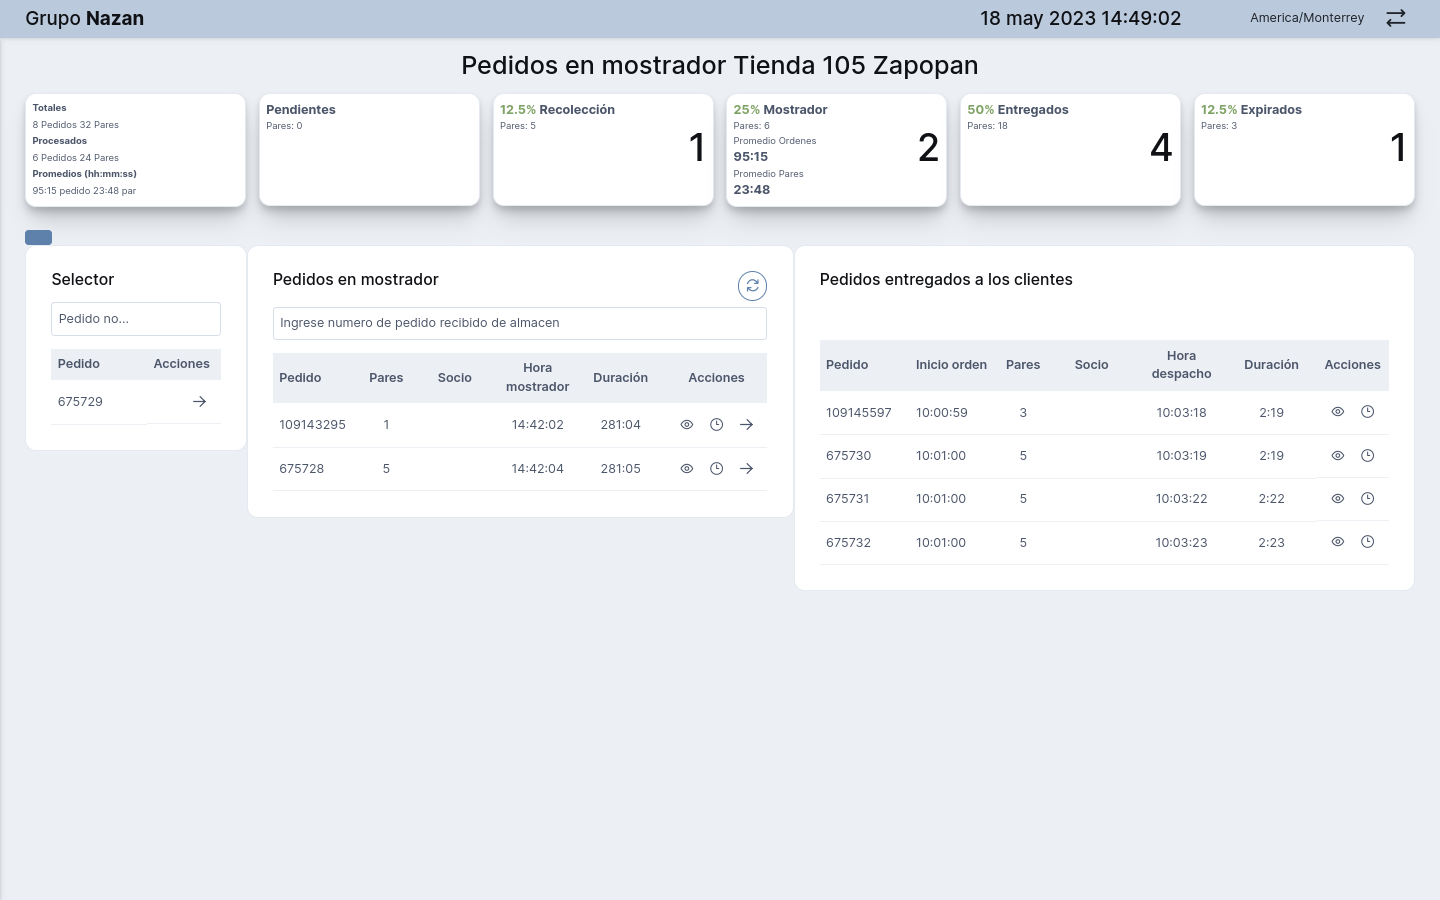 Grupo Nazan
18 may 2023 14:49:02
America/Monterrey
Pedidos en mostrador Tienda 105 Zapopan
Totales
8 Pedidos 32 Pares
Procesados
6 Pedidos 24 Pares
Promedios (hh:mm:ss)
95:15 pedido 23:48 par
Pendientes
Pares: 0
12.5% Recolección
Pares: 5
1
25% Mostrador
Pares: 6
Promedio Ordenes
95:15
Promedio Pares
23:48
2
50% Entregados
Pares: 18
4
12.5% Expirados
Pares: 3
1
Selector
Pedido no...
Pedido Acciones
675729
Pedidos en mostrador
Ingrese numero de pedido recibido de almacen
Pedido Pares Socio Hora mostrador Duración Acciones
109143295 1 14:42:02 281:04
675728 5 14:42:04 281:05
Pedidos entregados a los clientes
Pedido Inicio orden Pares Socio Hora despacho Duración Acciones
109145597 10:00:59 3 10:03:18 2:19
675730 10:01:00 5 10:03:19 2:19
675731 10:01:00 5 10:03:22 2:22
675732 10:01:00 5 10:03:23 2:23